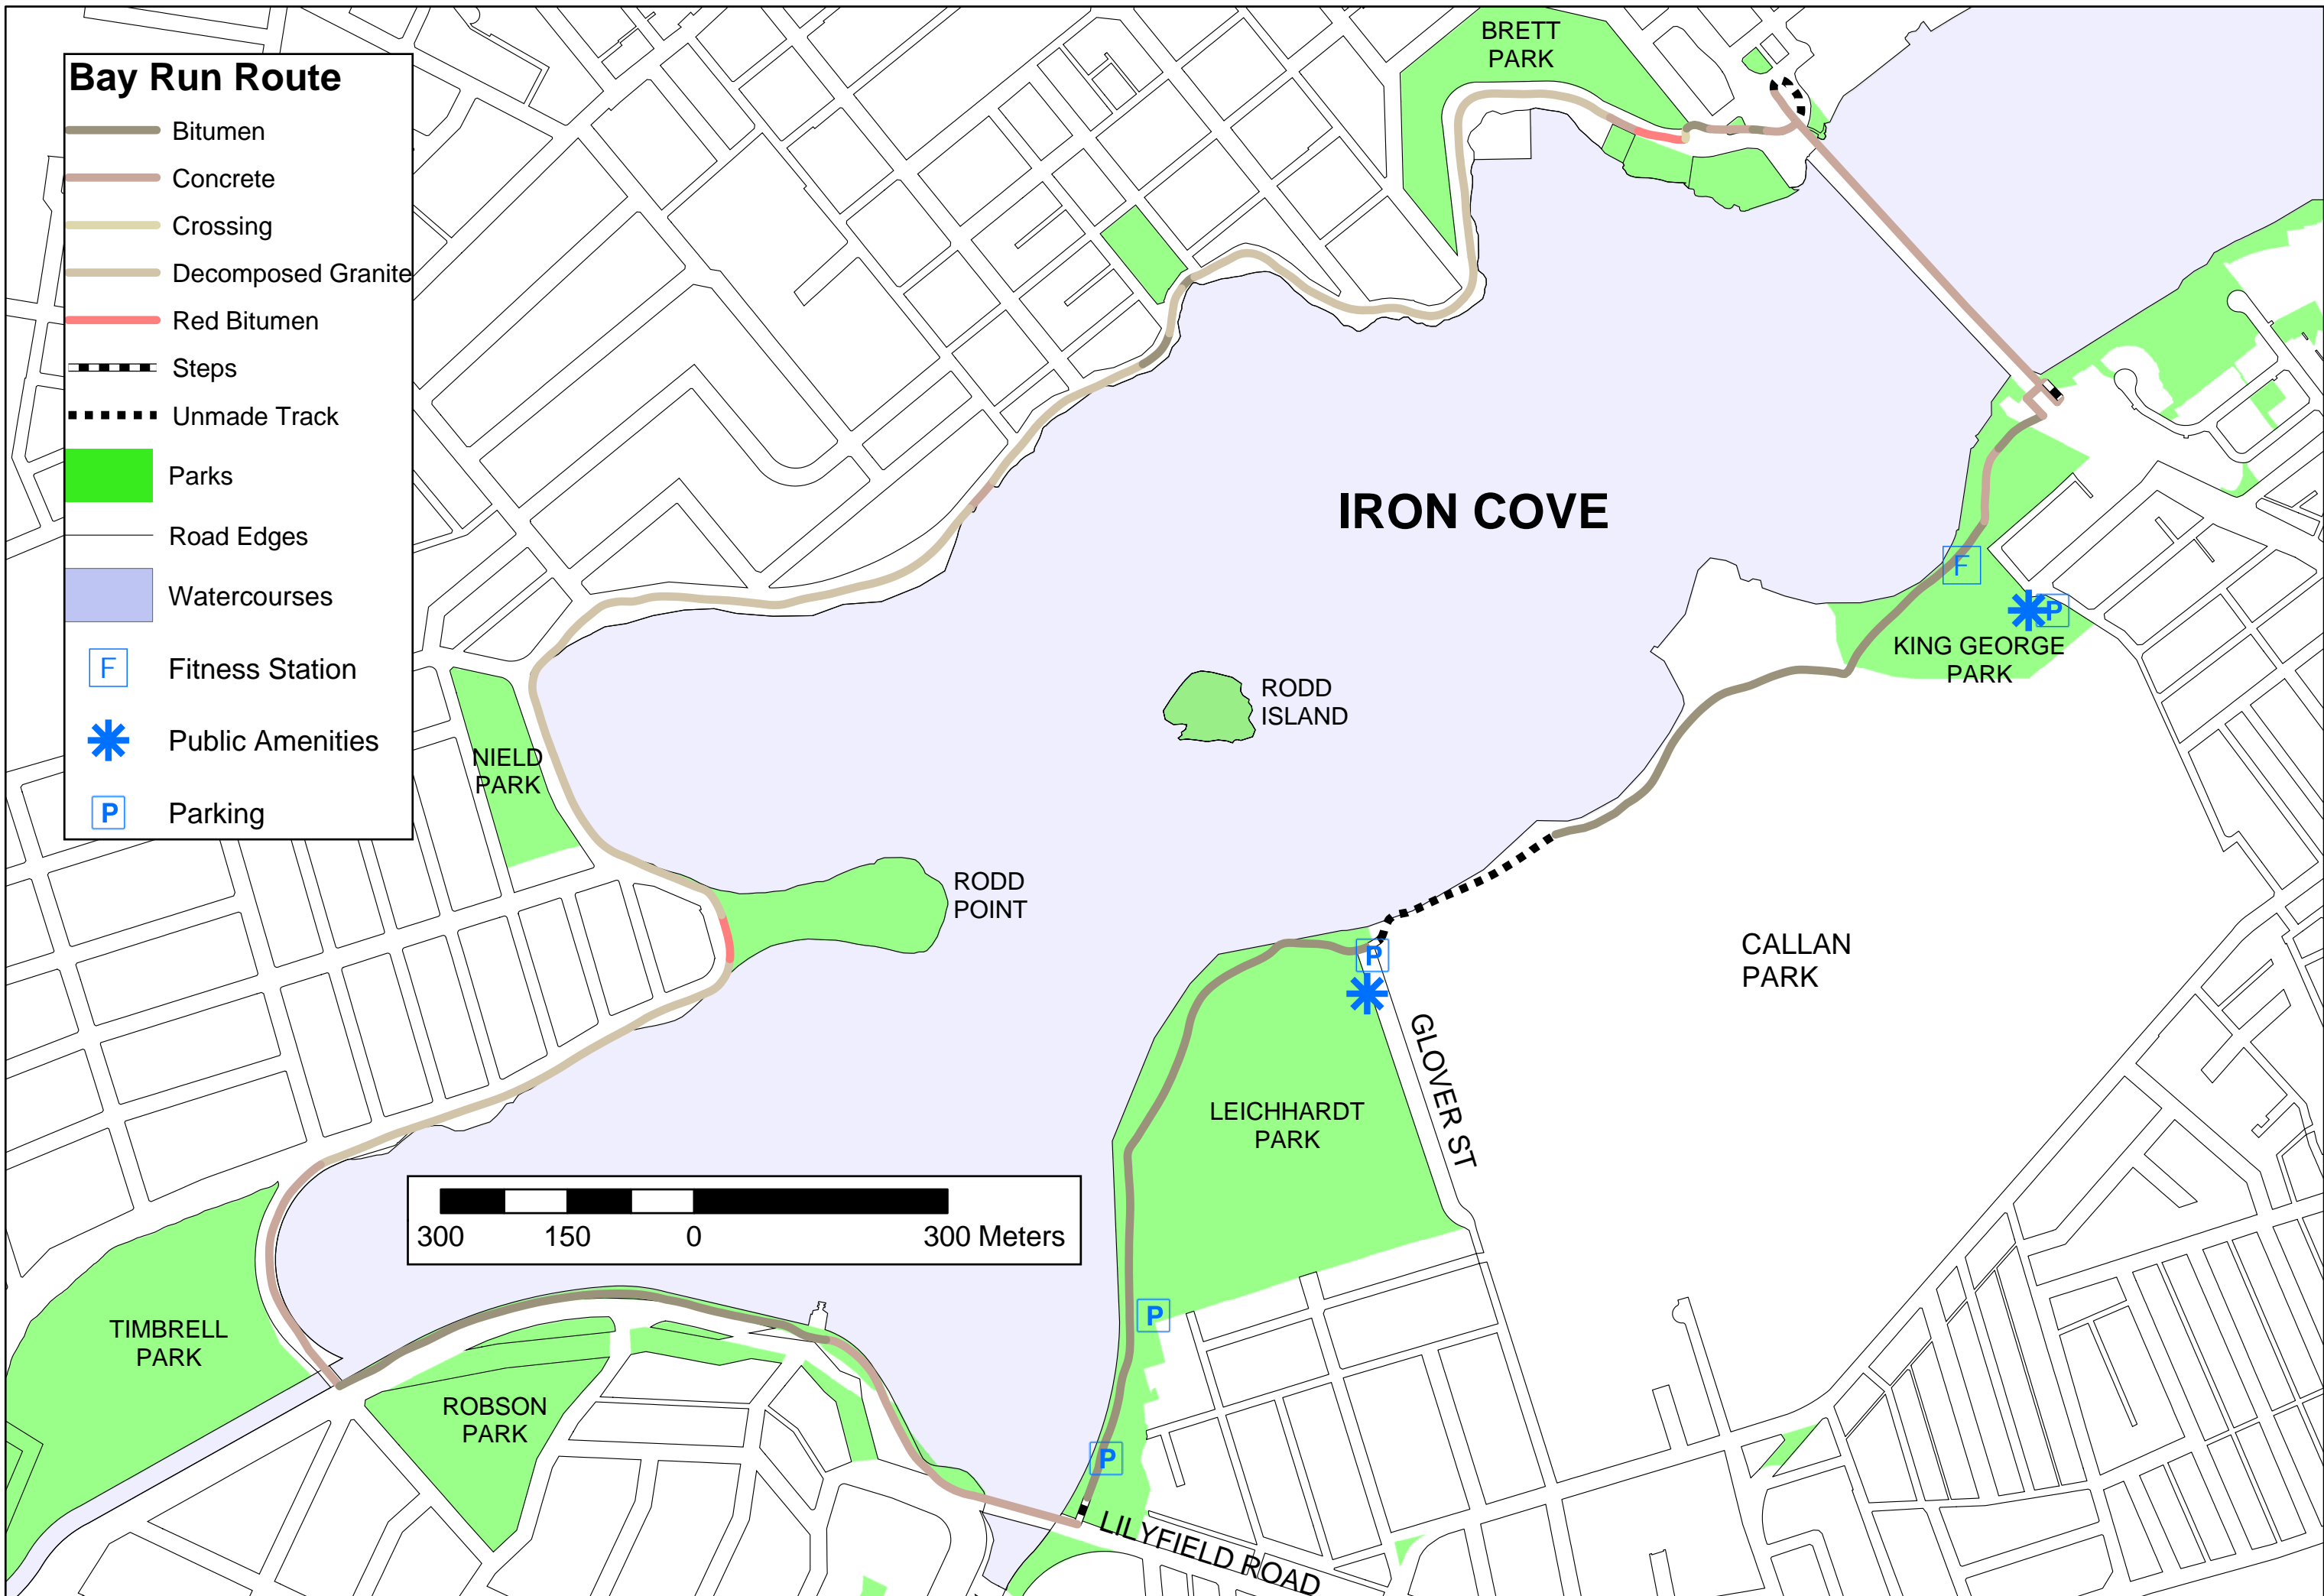 Bay Run Route
Bitumen
Concrete
Crossing
Decomposed Granite
Red Bitumen
Steps
Unmade Track
Parks
Road Edges
Watercourses
F Fitness Station
Public Amenities
P Parking
BRETT
PARK
IRON COVE
F
P
KING GEORGE
PARK
RODD
ISLAND
NIELD
PARK
RODD
POINT
P
CALLAN
PARK
GLOVER ST
LEICHHARDT
PARK
300 150 0 300 Meters
P
TIMBRELL
PARK
ROBSON
PARK
P
LILYFIELD ROAD